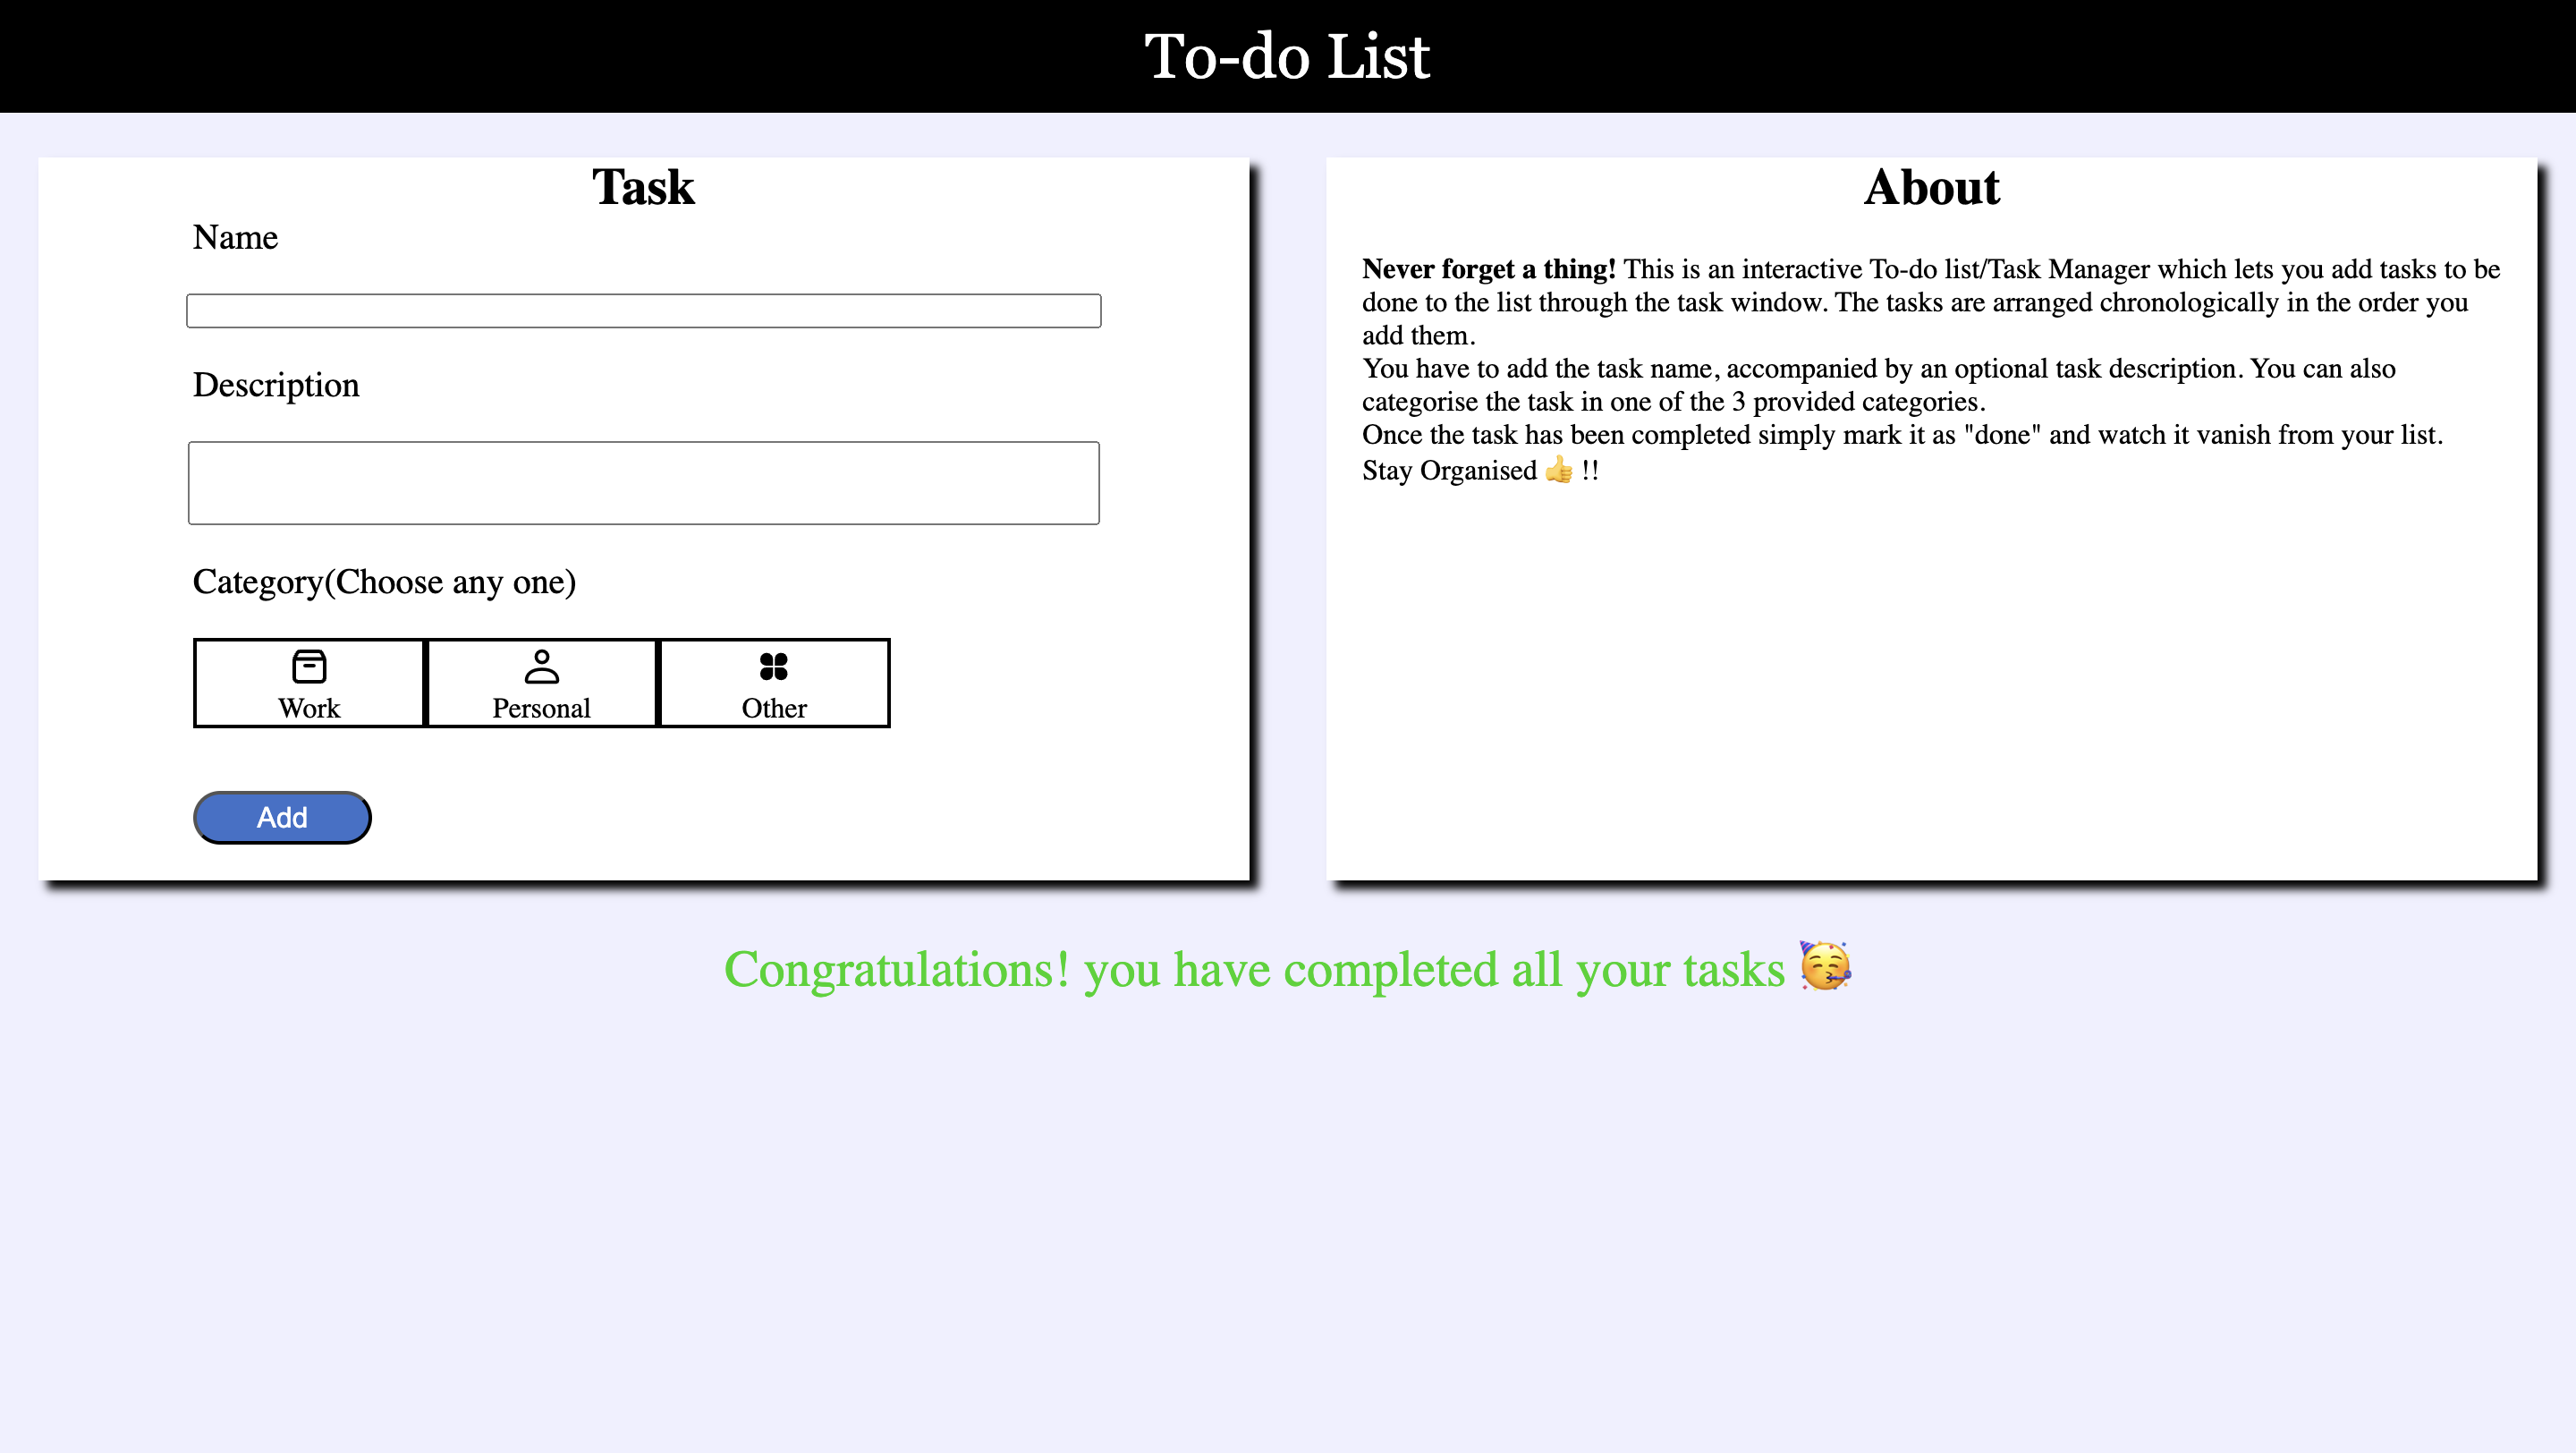 To-do List
Task
Name
Description
Category(Choose any one)
Work
Personal
Other
Add
About
Never forget a thing! This is an interactive To-do list/Task Manager which lets you add tasks to be
done to the list through the task window. The tasks are arranged chronologically in the order you
add them.
You have to add the task name, accompanied by an optional task description. You can also
categorise the task in one of the 3 provided categories.
Once the task has been completed simply mark it as "done" and watch it vanish from your list.
Stay Organised 👍 !!
Congratulations! you have completed all your tasks 🥳